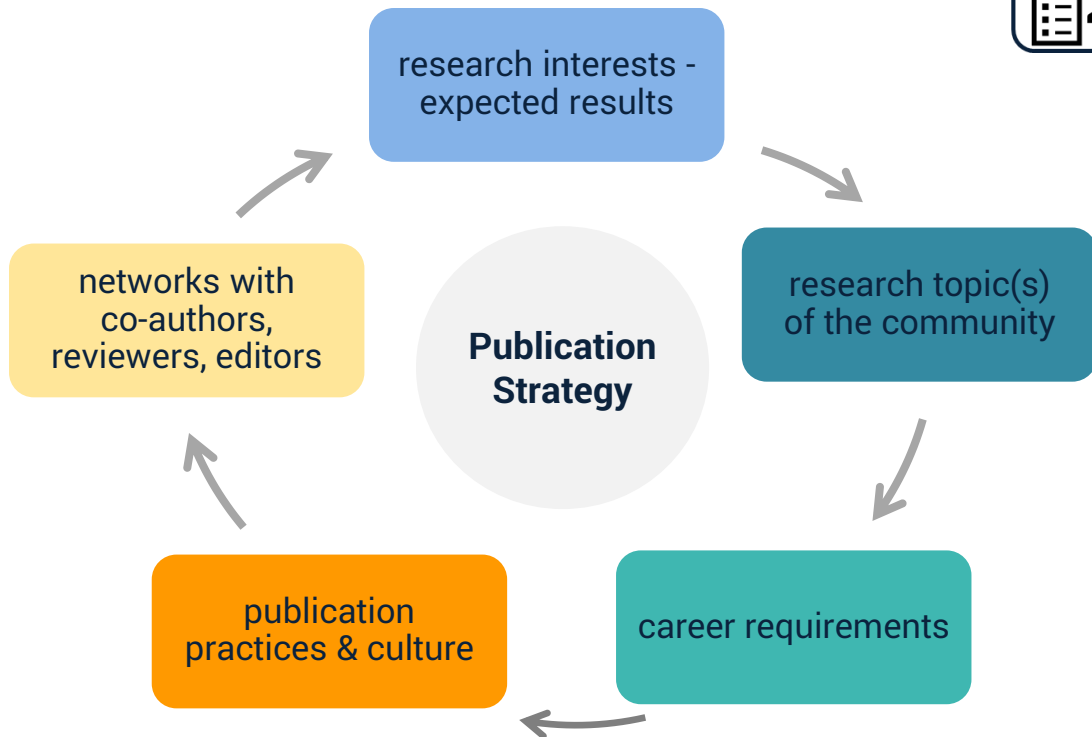 research interests -
expected results
research topic(s)
of the community
career requirements
publication
practices & culture
networks with
co-authors,
reviewers, editors
Publication
Strategy